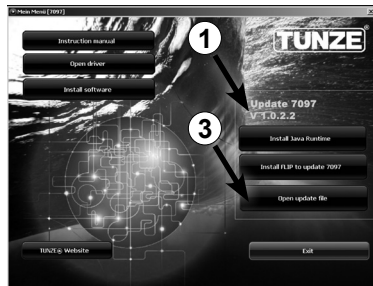 Mein Menü [7097]
Instruction manual
Open driver
Install software
1
TUNZE®
Update 7097
V 1.0.2.2
3
Install Java Runtime
Install FLIP to update 7097
Open update file
TUNZE® Website
Exit